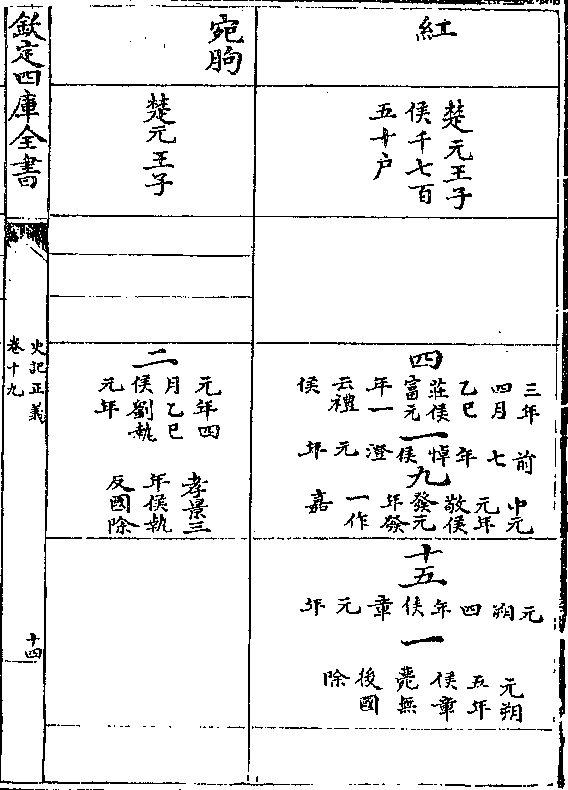 紅
楚元王子
侯千七百
五十户
四
三年
四月
乙巳
莊侯
富元
年一
云禮
侯
一
前七年悼侯澄元年
九
中元
元年
敬侯
發元
年發
一作
嘉
十五
元朔四年侯章元年
一
元朔
五年
侯章
薨無
後國
除
宛朐
楚元王子
二
元年四
月乙巳
侯劉埶
元年
孝景三
年侯執
反國除
欽定四庫全書
史記正義
卷十九
十四